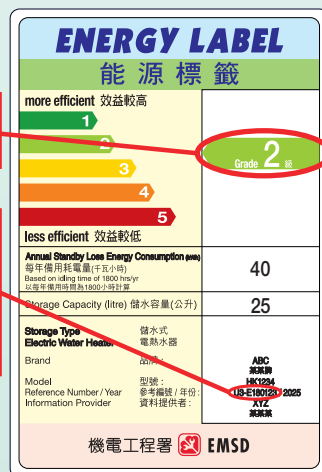 ENERGY LABEL
能源標籤
more efficient 效益較高
1
2
3
4
5
less efficient 效益較低
Grade 2 級
Annual Standby Loss Energy Consumption (kWh)
每年備用耗電量(千瓦小時)
Based on idling time of 1800 hrs/yr
以每年備用時間為1800小時計算
40
Storage Capacity (litre) 儲水容量(公升)
25
Storage Type 儲水式
Electric Water Heater 電熱水器
Brand 品牌: ABC
某某牌
Model 型號: HK1234
Reference Number / Year 參考編號 / 年份: U3-E180123 / 2025
Information Provider 資料提供者: XYZ
某某某
機電工程署 EMSD